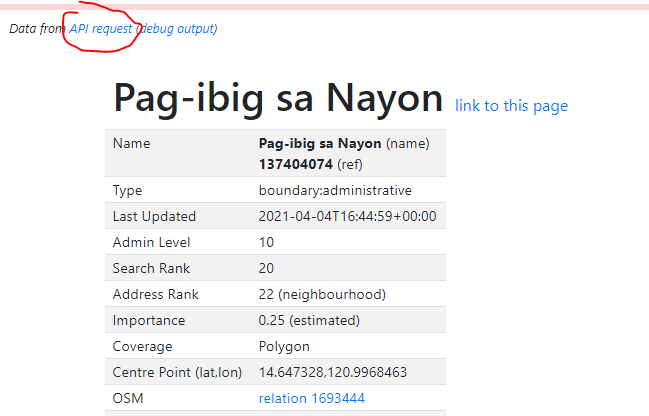 Data from API request (debug output)
Pag-ibig sa Nayon link to this page
Name Pag-ibig sa Nayon (name)
137404074 (ref)
Type boundary:administrative
Last Updated 2021-04-04T16:44:59+00:00
Admin Level 10
Search Rank 20
Address Rank 22 (neighbourhood)
Importance 0.25 (estimated)
Coverage Polygon
Centre Point (lat,lon) 14.647328,120.9968463
OSM relation 1693444